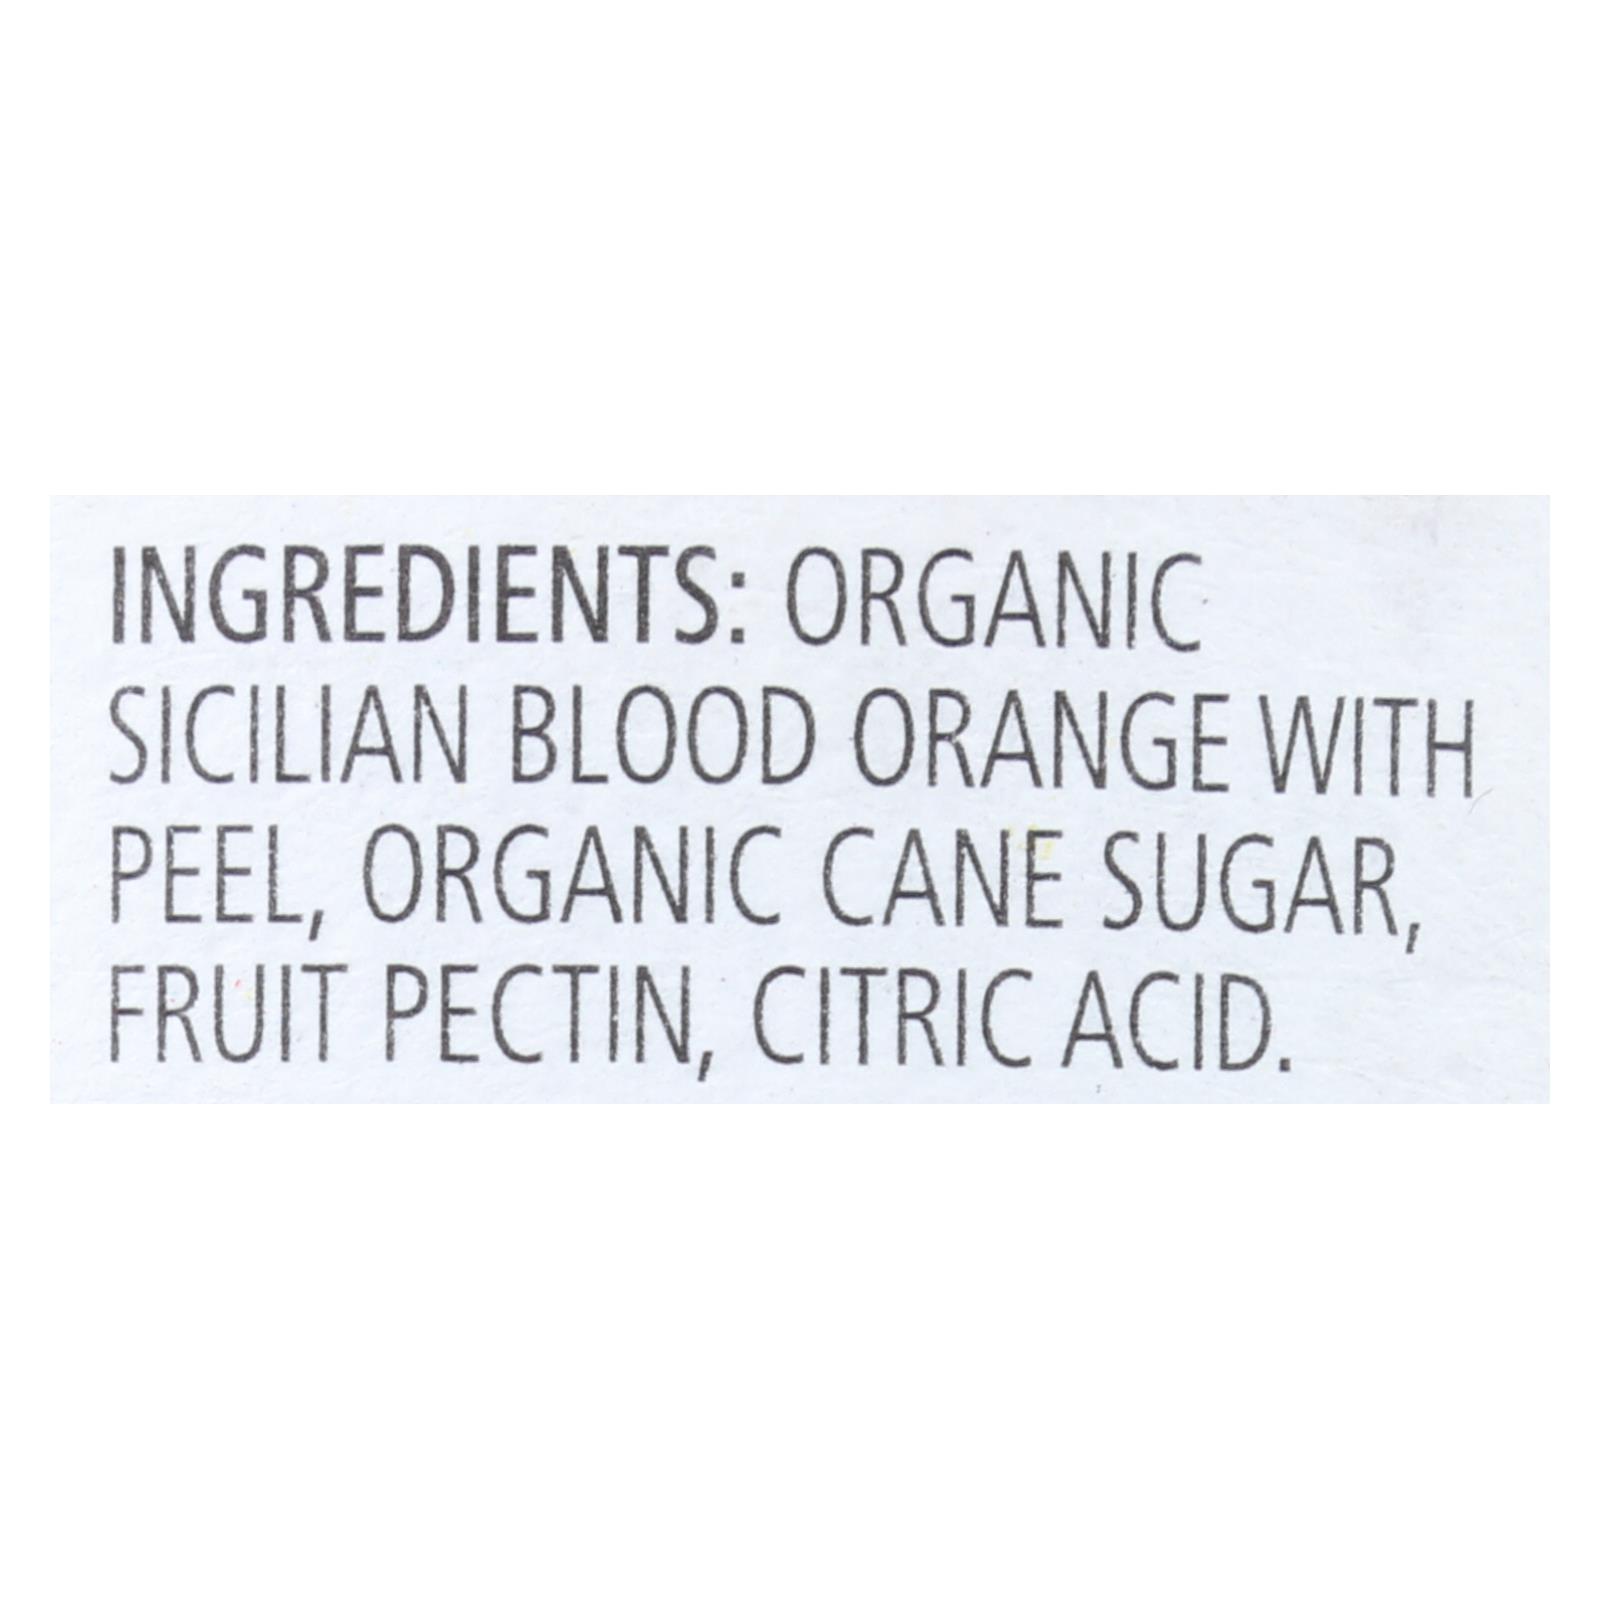 INGREDIENTS: ORGANIC
SICILIAN BLOOD ORANGE WITH
PEEL, ORGANIC CANE SUGAR,
FRUIT PECTIN, CITRIC ACID.